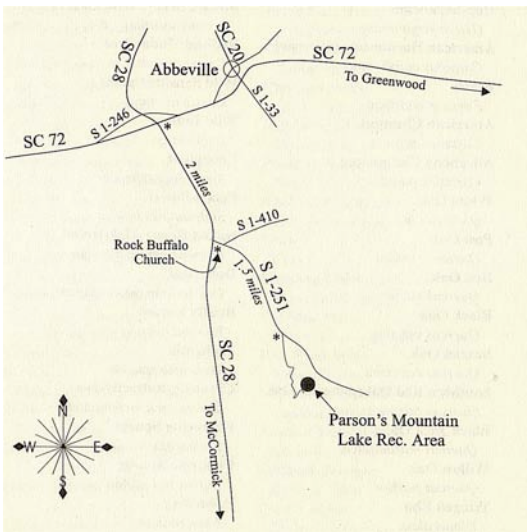 SC 28
SC 20
Abbeville
SC 72
To Greenwood
S 1-246
S 1-33
SC 72
2 miles
S 1-410
Rock Buffalo
Church
S 1-251
1.5 miles
SC 28
To McCormick
Parson's Mountain
Lake Rec. Area
N
W
E
S